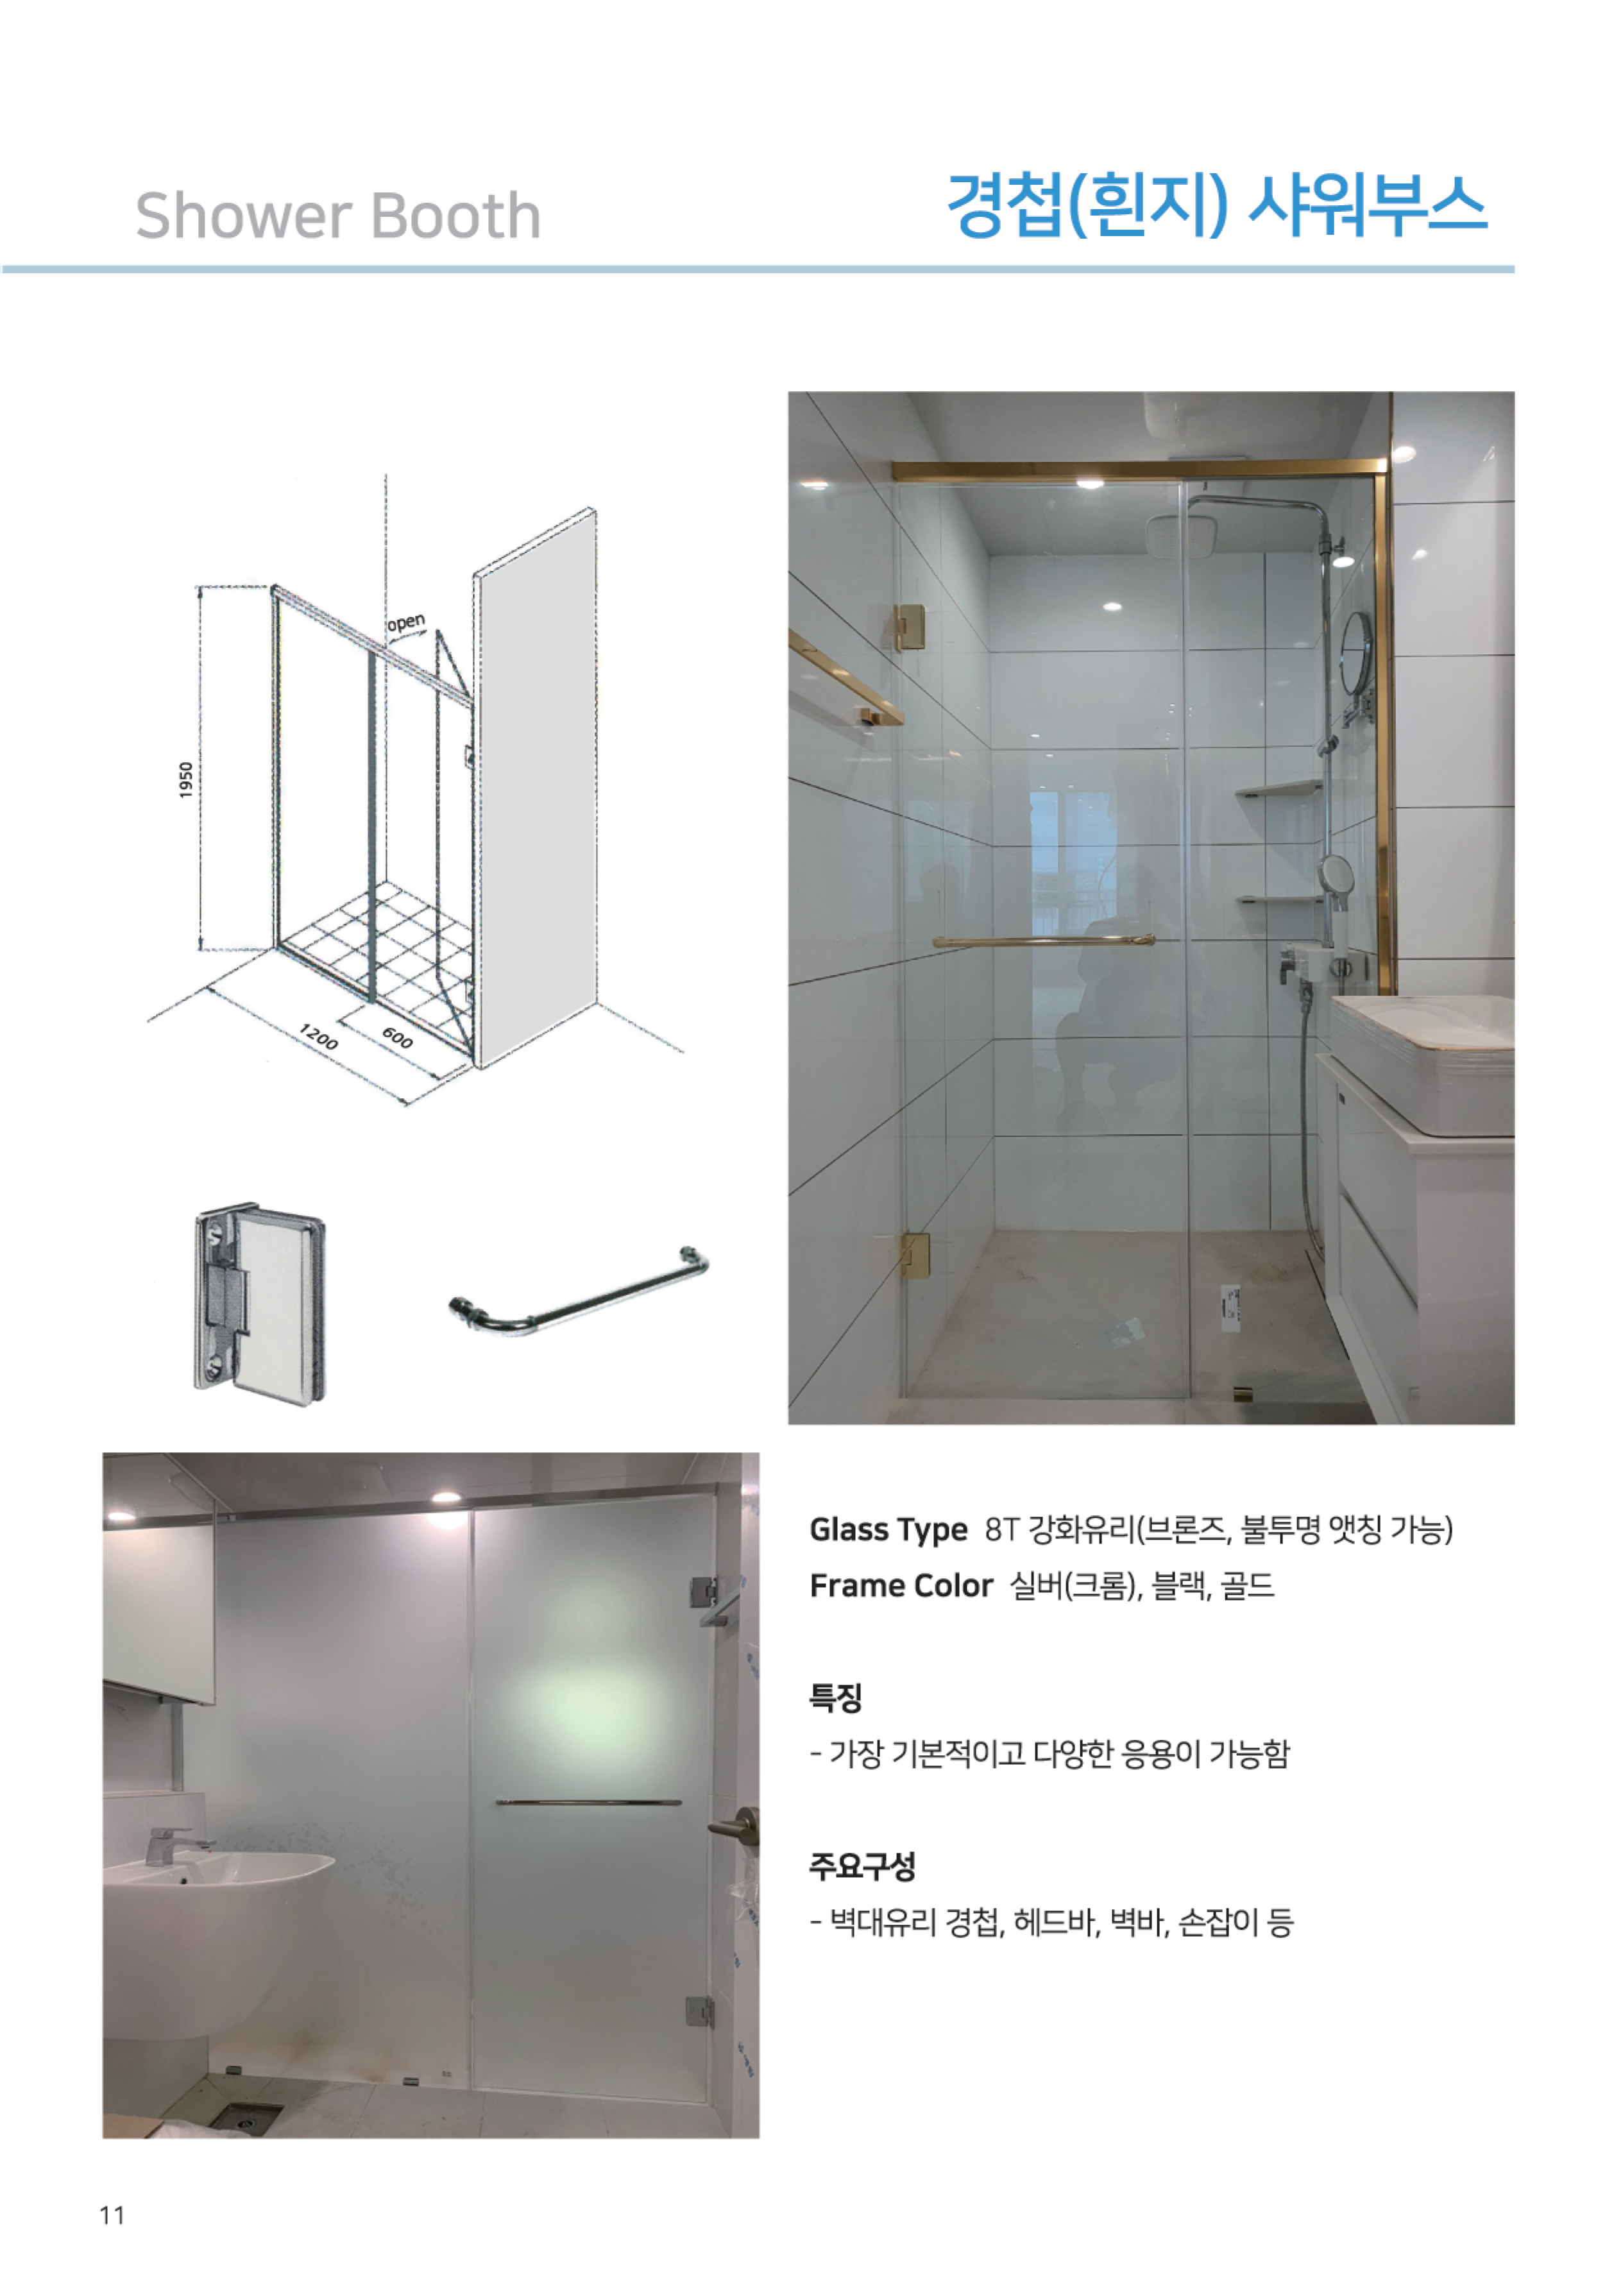 Shower Booth
경첩(흰지) 샤워부스
open
1950
1200
600
Glass Type 8T 강화유리(브론즈, 불투명 앳칭 가능)
Frame Color 실버(크롬), 블랙, 골드
특징
- 가장 기본적이고 다양한 응용이 가능함
주요구성
- 벽대유리 경첩, 헤드바, 벽바, 손잡이 등
11